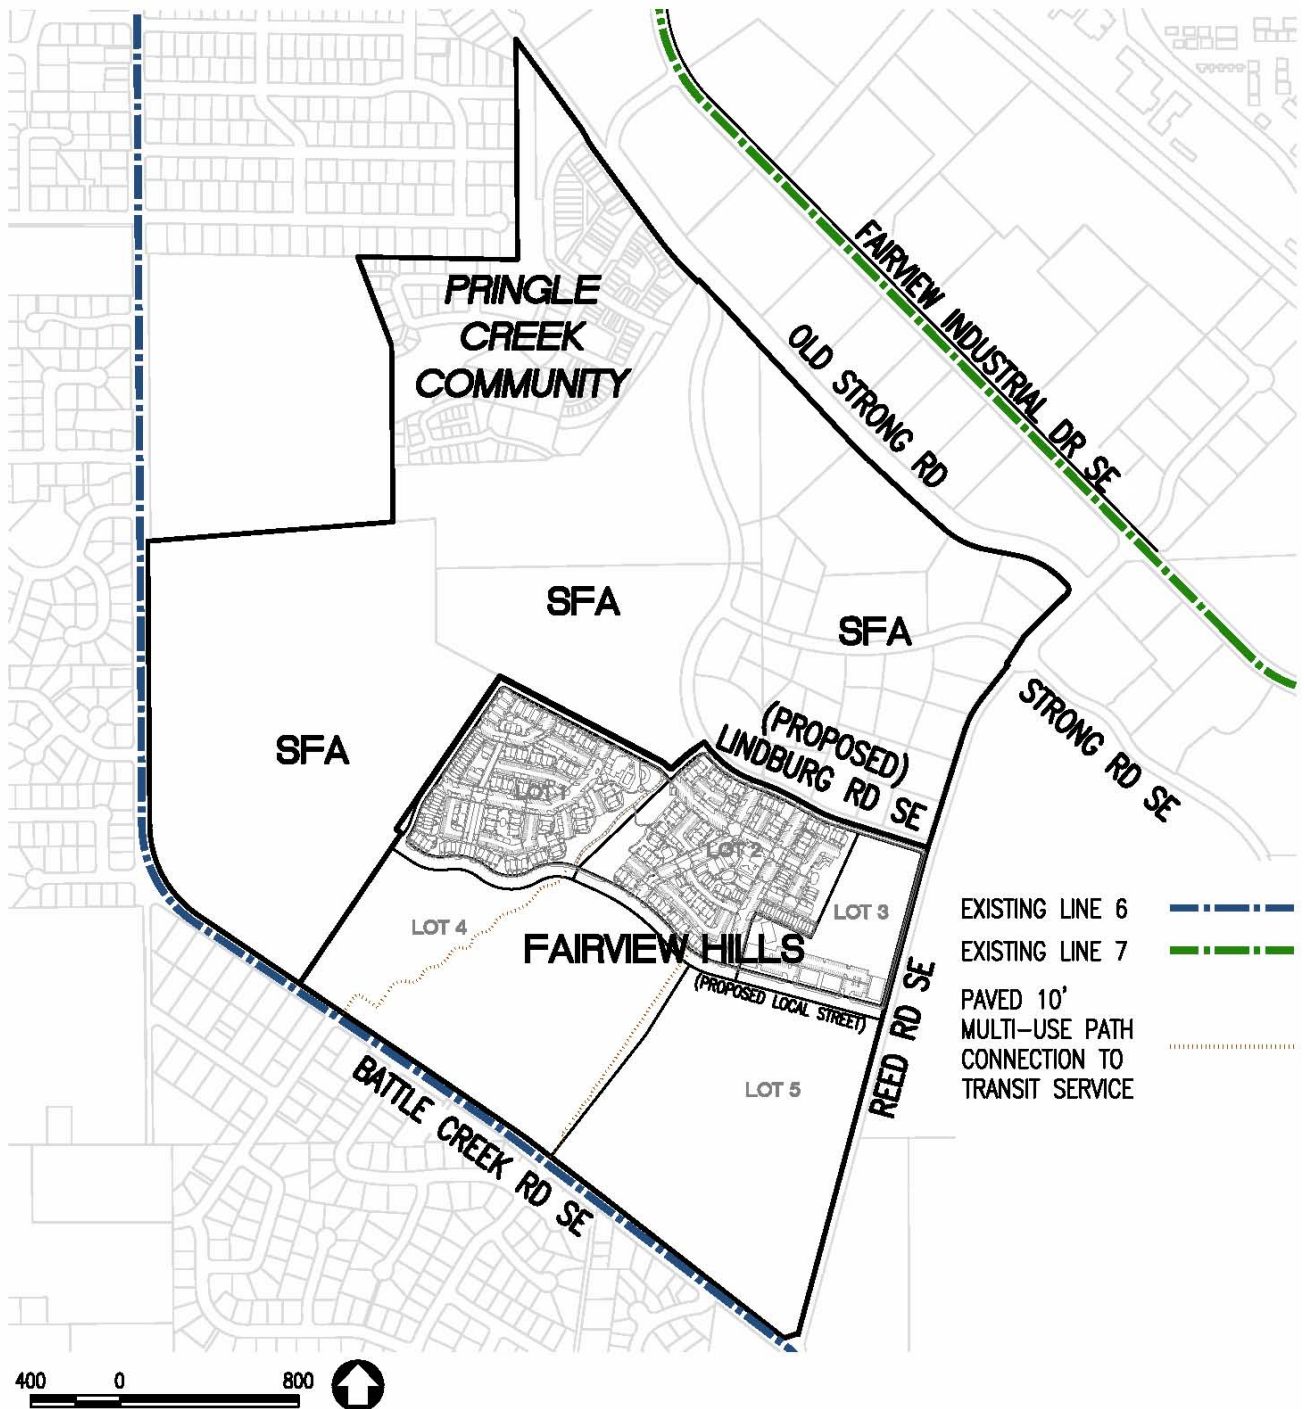 PRINGLE
CREEK
COMMUNITY
FAIRVIEW INDUSTRIAL DR SE
OLD STRONG RD
SFA
SFA
SFA
STRONG RD SE
(PROPOSED)
LINDBURG RD SE
LOT 1
LOT 2
LOT 3
LOT 4
FAIRVIEW HILLS
(PROPOSED LOCAL STREET)
REED RD SE
LOT 5
BATTLE CREEK RD SE
EXISTING LINE 6
EXISTING LINE 7
PAVED 10'
MULTI-USE PATH
CONNECTION TO
TRANSIT SERVICE
400 0 800